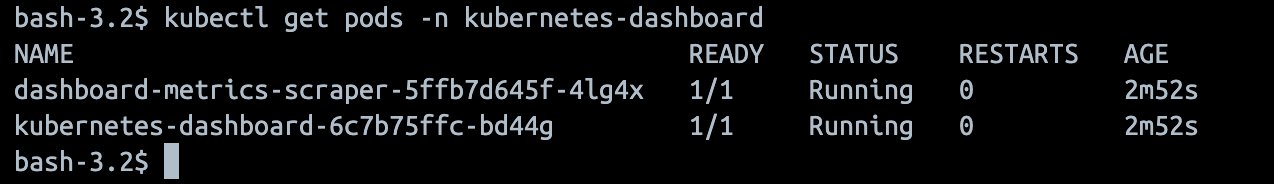 bash-3.2$ kubectl get pods -n kubernetes-dashboard
NAME READY STATUS RESTARTS AGE
dashboard-metrics-scraper-5ffb7d645f-4lg4x 1/1 Running 0 2m52s
kubernetes-dashboard-6c7b75ffc-bd44g 1/1 Running 0 2m52s
bash-3.2$